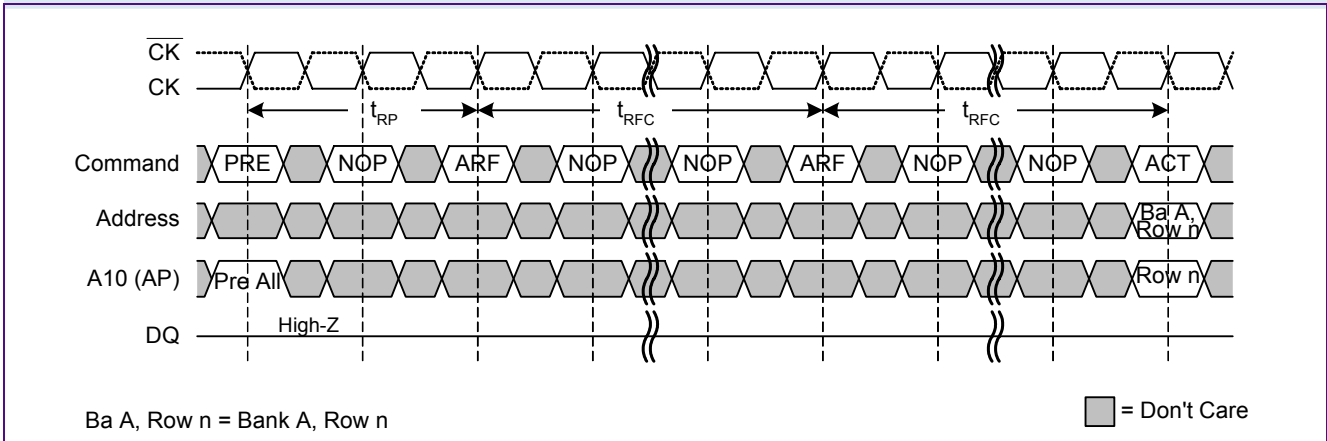 CK
CK
tRP tRFC tRFC
Command PRE NOP ARF NOP NOP ARF NOP NOP ACT
Address Ba A,
Row n
A10 (AP) Pre All Row n
DQ High-Z
Ba A, Row n = Bank A, Row n
= Don't Care